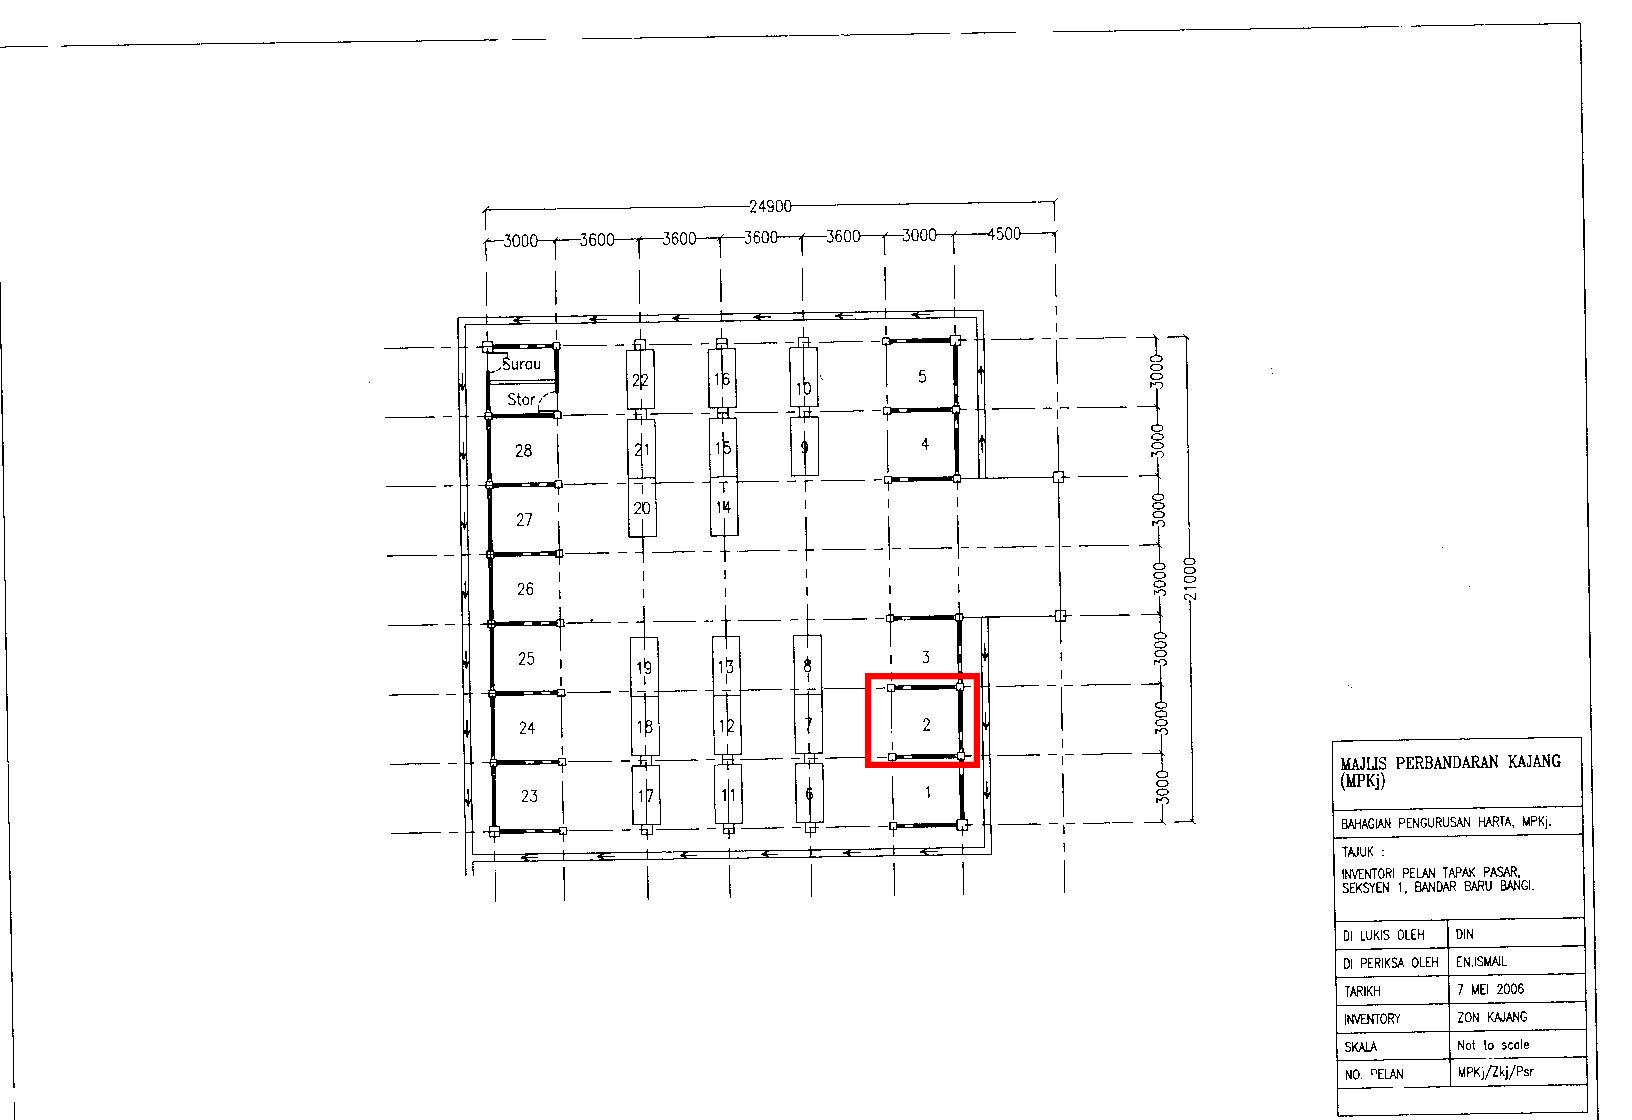 24900
3000 3600 3600 3600 3600 3000 4500
Surau
Stor
22 16 10 5
28 21 15 9 4
27 20 14
26
25 19 13 8 3
24 18 12 7 2
23 17 11 6 1
3000
3000
3000
3000
3000
3000
3000
21000
MAJLIS PERBANDARAN KAJANG
(MPKj)
BAHAGIAN PENGURUSAN HARTA, MPKj.
TAJUK :
INVENTORI PELAN TAPAK PASAR,
SEKSYEN 1, BANDAR BARU BANGI.
DI LUKIS OLEH DIN
DI PERIKSA OLEH EN.ISMAIL
TARIKH 7 MEI 2006
INVENTORY ZON KAJANG
SKALA Not to scale
NO. PELAN MPKj/Zkj/Psr